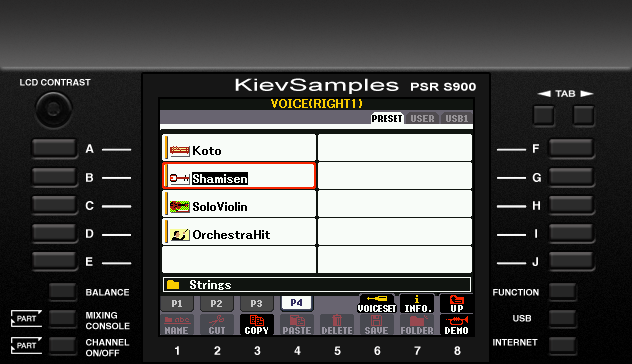 LCD CONTRAST
KievSamples PSR S900
TAB
VOICE(RIGHT1)
PRESET USER USB1
A
B
C
D
E
Koto
Shamisen
SoloViolin
OrchestraHit
F
G
H
I
J
Strings
BALANCE
PART MIXING CONSOLE
PART CHANNEL ON/OFF
P1 P2 P3 P4 VOICESET INFO. UP
NAME CUT COPY PASTE DELETE SAVE FOLDER DEMO
1 2 3 4 5 6 7 8
FUNCTION
USB
INTERNET